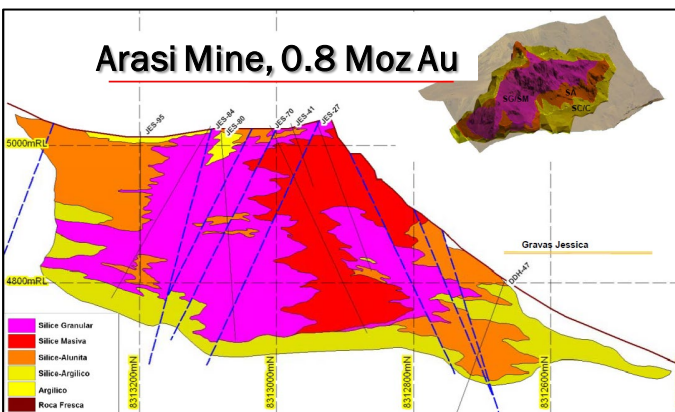 Arasi Mine, 0.8 Moz Au
SG/SM
SA
SC/C
JES-95
JES-84
JES-80
JES-70
JES-41
JES-27
5000mRL
Gravas Jessica
DDH-47
4800mRL
Silice Granular
Silice Masiva
Silice-Alunita
Silice-Argilico
Argilico
Roca Fresca
8313200mN
8313000mN
8312800mN
8312600mN